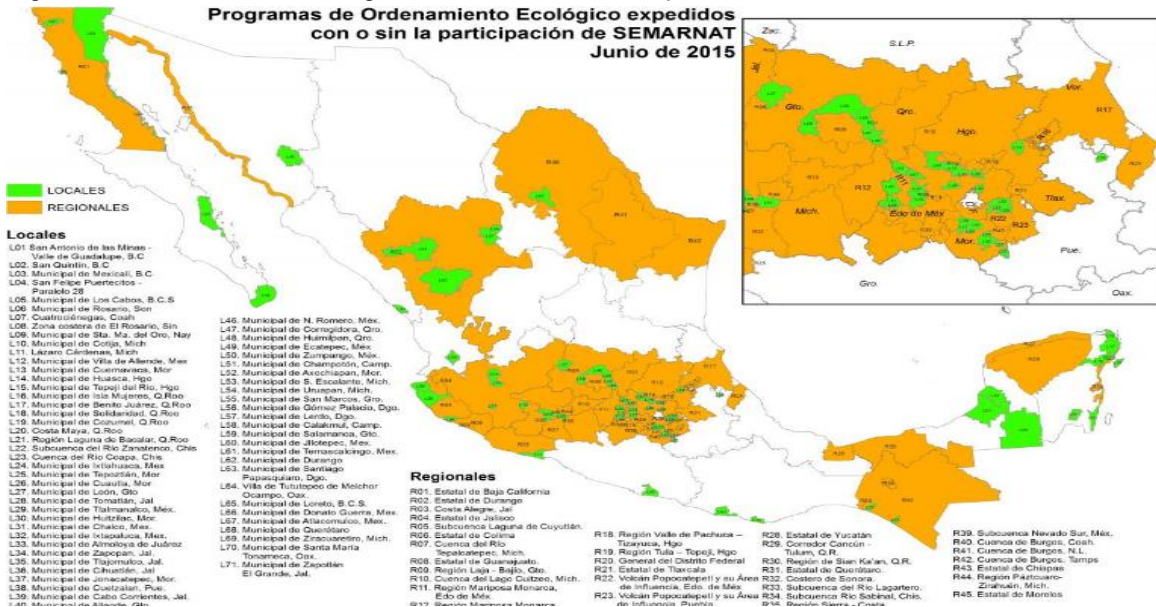 Programas de Ordenamiento Ecológico expedidos
con o sin la participación de SEMARNAT
Junio de 2015
LOCALES
REGIONALES
Locales
L01 San Antonio de las Minas -
Valle de Guadalupe, B.C
L02. San Quintín, B.C
L03. Municipal de Mexicali, B.C
L04. San Felipe Puertecitos -
Paralelo 28
L05. Municipal de Los Cabos, B.C.S
L06 Municipal de Rosario, Son
L07. Cuatrociénegas, Coah
L08. Zona costera de El Rosario, Sin
L09. Municipal de Sta. Ma. del Oro, Nay
L10. Municipal de Cotija, Mich
L11. Lázaro Cárdenas, Mich
L12. Municipal de Villa de Allende, Mex
L13 Municipal de Cuernavaca, Mor
L14. Municipal de Huasca, Hgo
L15. Municipal de Tepeji del Río, Hgo
L16. Municipal de Isla Mujeres, Q.Roo
L17. Municipal de Benito Juárez, Q.Roo
L18. Municipal de Solidaridad, Q.Roo
L19. Municipal de Cozumel, Q.Roo
L20. Costa Maya, Q.Roo
L21. Región Laguna de Bacalar, Q.Roo
L22. Subcuenca del Río Zanatenco, Chis
L23. Cuenca del Río Coapa, Chis
L24. Municipal de Ixtlahuaca, Mex
L25. Municipal de Tepoztlán, Mor
L26. Municipal de Cuautla, Mor
L27. Municipal de León, Gto
L28. Municipal de Tomatlán, Jal
L29. Municipal de Tlalmanalco, Méx.
L30. Municipal de Huitzilac, Mor.
L31. Municipal de Chalco, Méx.
L32. Municipal de Ixtapaluca, Mex.
L33. Municipal de Almoloya de Juárez
L34. Municipal de Zapopan, Jal.
L35. Municipal de Tlajomulco, Jal.
L36. Municipal de Cihuatlán, Jal
L37. Municipal de Jonacatepec, Mor.
L38. Municipal de Cuetzalan, Pue.
L39. Municipal de Cabo Corrientes, Jal.
L40. Municipal de Allende, Gto
L46. Municipal de N. Romero, Méx.
L47. Municipal de Corregidora, Qro.
L48. Municipal de Huimilpan, Qro.
L49. Municipal de Ecatepec, Méx
L50. Municipal de Zumpango, Méx.
L51. Municipal de Champotón, Camp.
L52. Municipal de Axochiapan, Mor.
L53. Municipal de S. Escalante, Mich.
L54. Municipal de Uruapan, Mich.
L55. Municipal de San Marcos, Gro.
L56. Municipal de Gómez Palacio, Dgo.
L57. Municipal de Lerdo, Dgo.
L58. Municipal de Calakmul, Camp.
L59. Municipal de Salamanca, Gto.
L60. Municipal de Jilotepec, Mex.
L61. Municipal de Temascalcingo, Mex.
L62. Municipal de Durango
L63. Municipal de Santiago
Papasquiaro, Dgo.
L64. Villa de Tututepec de Melchor
Ocampo, Oax.
L65. Municipal de Loreto, B.C.S.
L66. Municipal de Donato Guerra, Mex.
L67. Municipal de Atlacomulco, Mex.
L68. Municipal de Querétaro
L69. Municipal de Ziracuaretiro, Mich.
L70. Municipal de Santa María
Tonameca, Oax.
L71. Municipal de Zapotlán
El Grande, Jal.
Regionales
R01. Estatal de Baja California
R02. Estatal de Durango
R03. Costa Alegre, Jal
R04. Estatal de Jalisco
R05. Subcuenca Laguna de Cuyutlán.
R06. Estatal de Colima
R07. Cuenca del Río
Tepalcatepec, Mich.
R08. Estatal de Guanajuato.
R09. Región Laja - Bajío, Gto.
R10. Cuenca del Lago Cuitzeo, Mich.
R11. Región Mariposa Monarca,
Edo de Méx
R12. Región Mariposa Monarca
R18. Región Valle de Pachuca –
Tizayuca, Hgo
R19. Región Tula – Tepeji, Hgo
R20. General del Distrito Federal
R21. Estatal de Tlaxcala
R22. Volcán Popocatepetl y su Área
de Influencia, Edo. de Méx
R23. Volcán Popocatepetl y su Área
de Influencia, Puebla
R28. Estatal de Yucatán
R29. Corredor Cancún -
Tulum, Q.R.
R30. Región de Sian Ka'an, Q.R.
R31. Estatal de Querétaro.
R32. Costero de Sonora.
R33. Subcuenca del Río Lagartero.
R34. Subcuenca Río Sabinal, Chis.
R35. Región Sierra - Costa
R39. Subcuenca Nevado Sur, Méx.
R40. Cuenca de Burgos, Coah.
R41. Cuenca de Burgos, N.L.
R42. Cuenca de Burgos, Tamps
R43. Estatal de Chiapas
R44. Región Pátzcuaro-
Zirahuén, Mich.
R45. Estatal de Morelos
Zac.
S.L.P.
Ver.
Gto.
Qro.
Hgo.
R17
R12
R11
Mich.
Edo de Méx
Tlax.
R22
R23
Mor.
Pue.
Gro.
Oax.